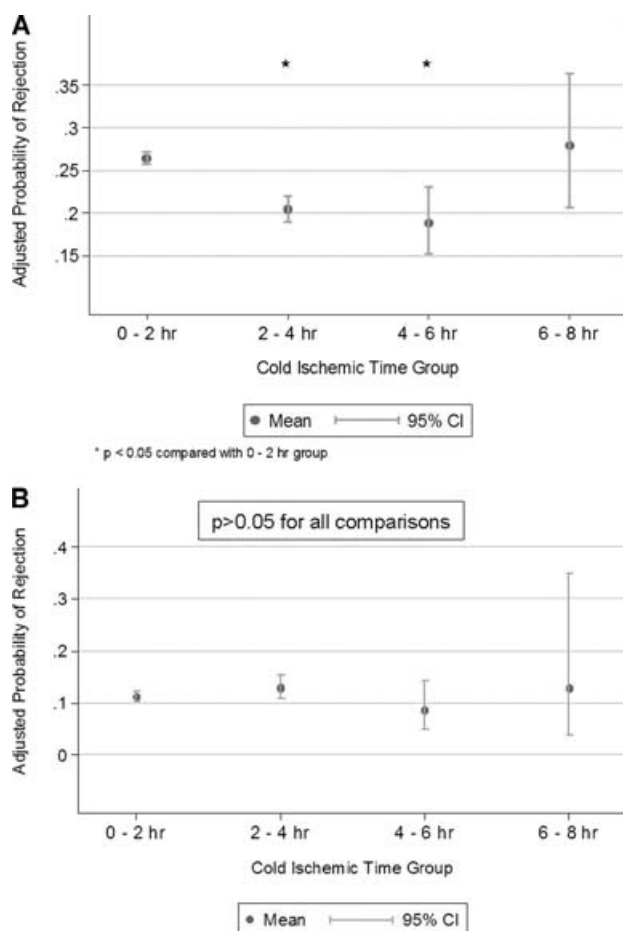 A
Adjusted Probability of Rejection
.35
.3
.25
.2
.15
* *
0 - 2 hr 2 - 4 hr 4 - 6 hr 6 - 8 hr
Cold Ischemic Time Group
Mean 95% CI
* p < 0.05 compared with 0 - 2 hr group
B
p>0.05 for all comparisons
Adjusted Probability of Rejection
.4
.3
.2
.1
0
0 - 2 hr 2 - 4 hr 4 - 6 hr 6 - 8 hr
Cold Ischemic Time Group
Mean 95% CI